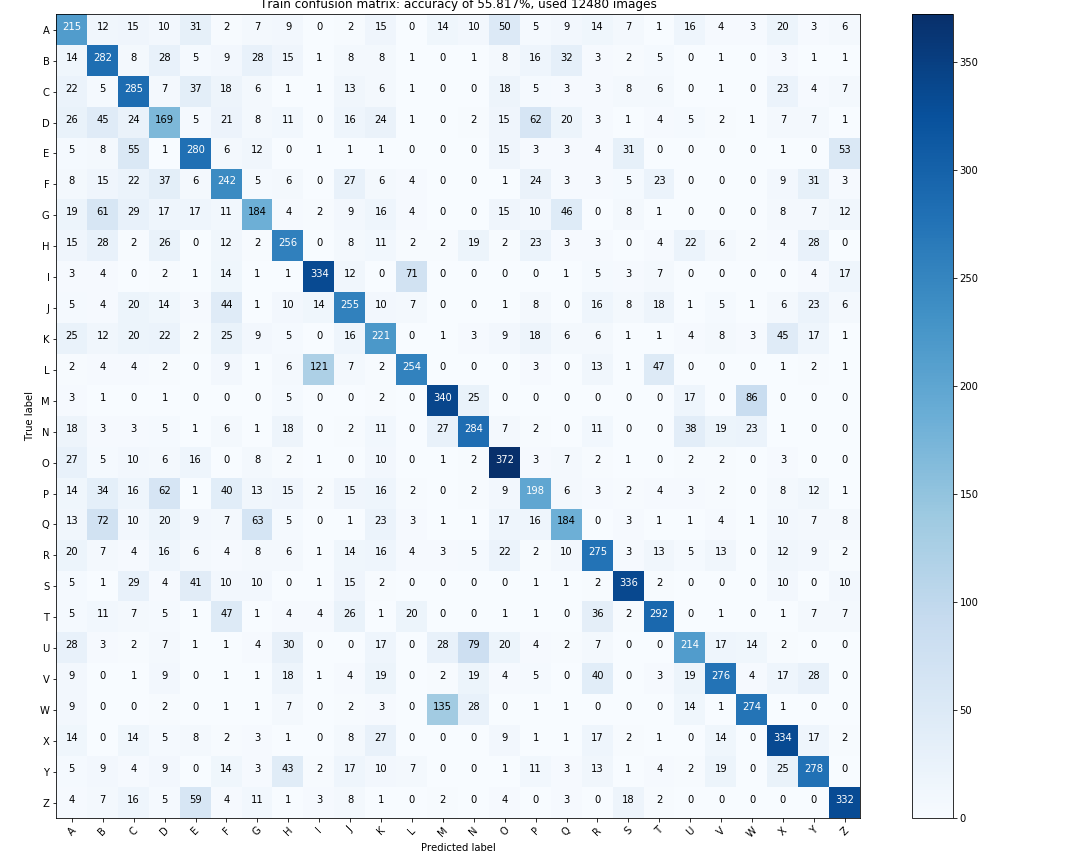 Train confusion matrix: accuracy of 55.817%, used 12480 images
A 215 12 15 10 31 2 7 9 0 2 15 0 14 10 50 5 9 14 7 1 16 4 3 20 3 6
B 14 282 8 28 5 9 28 15 1 8 8 1 0 1 8 16 32 3 2 5 0 1 0 3 1 1
C 22 5 285 7 37 18 6 1 1 13 6 1 0 0 18 5 3 3 8 6 0 1 0 23 4 7
D 26 45 24 169 5 21 8 11 0 16 24 1 0 2 15 62 20 3 1 4 5 2 1 7 7 1
E 5 8 55 1 280 6 12 0 1 1 1 0 0 0 15 3 3 4 31 0 0 0 0 1 0 53
F 8 15 22 37 6 242 5 6 0 27 6 4 0 0 1 24 3 3 5 23 0 0 0 9 31 3
G 19 61 29 17 17 11 184 4 2 9 16 4 0 0 15 10 46 0 8 1 0 0 0 8 7 12
H 15 28 2 26 0 12 2 256 0 8 11 2 2 19 2 23 3 3 0 4 22 6 2 4 28 0
I 3 4 0 2 1 14 1 1 334 12 0 71 0 0 0 0 1 5 3 7 0 0 0 0 4 17
J 5 4 20 14 3 44 1 10 14 255 10 7 0 0 1 8 0 16 8 18 1 5 1 6 23 6
K 25 12 20 22 2 25 9 5 0 16 221 0 1 3 9 18 6 6 1 1 4 8 3 45 17 1
L 2 4 4 2 0 9 1 6 121 7 2 254 0 0 0 3 0 13 1 47 0 0 0 1 2 1
M 3 1 0 1 0 0 0 5 0 0 2 0 340 25 0 0 0 0 0 0 17 0 86 0 0 0
N 18 3 3 5 1 6 1 18 0 2 11 0 27 284 7 2 0 11 0 0 38 19 23 1 0 0
O 27 5 10 6 16 0 8 2 1 0 10 0 1 2 372 3 7 2 1 0 2 2 0 3 0 0
P 14 34 16 62 1 40 13 15 2 15 16 2 0 2 9 198 6 3 2 4 3 2 0 8 12 1
Q 13 72 10 20 9 7 63 5 0 1 23 3 1 1 17 16 184 0 3 1 1 4 1 10 7 8
R 20 7 4 16 6 4 8 6 1 14 16 4 3 5 22 2 10 275 3 13 5 13 0 12 9 2
S 5 1 29 4 41 10 10 0 1 15 2 0 0 0 0 1 1 2 336 2 0 0 0 10 0 10
T 5 11 7 5 1 47 1 4 4 26 1 20 0 0 1 1 0 36 2 292 0 1 0 1 7 7
U 28 3 2 7 1 1 4 30 0 0 17 0 28 79 20 4 2 7 0 0 214 17 14 2 0 0
V 9 0 1 9 0 1 1 18 1 4 19 0 2 19 4 5 0 40 0 3 19 276 4 17 28 0
W 9 0 0 2 0 1 1 7 0 2 3 0 135 28 0 1 1 0 0 0 14 1 274 1 0 0
X 14 0 14 5 8 2 3 1 0 8 27 0 0 0 9 1 1 17 2 1 0 14 0 334 17 2
Y 5 9 4 9 0 14 3 43 2 17 10 7 0 0 1 11 3 13 1 4 2 19 0 25 278 0
Z 4 7 16 5 59 4 11 1 3 8 1 0 2 0 4 0 3 0 18 2 0 0 0 0 0 332
A B C D E F G H I J K L M N O P Q R S T U V W X Y Z
Predicted label
True label
350
300
250
200
150
100
50
0